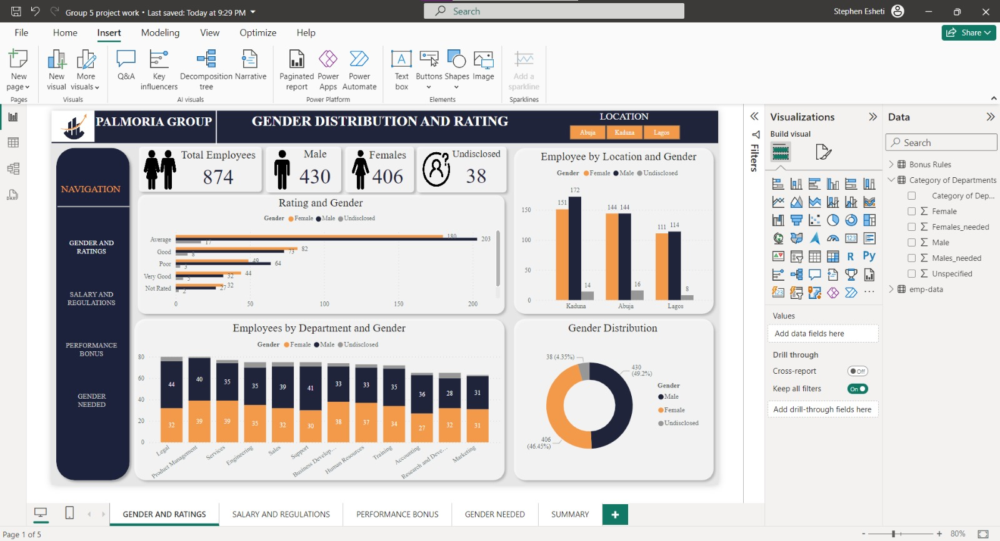 Group 5 project work • Last saved: Today at 9:29 PM
Search
Stephen Esheti
File Home Insert Modeling View Optimize Help
Share
New page
New visual
More visuals
Q&A
Key influencers
Decomposition tree
Narrative
Paginated report
Power Apps
Power Automate
Text box
Buttons
Shapes
Image
Add a sparkline
Pages
Visuals
AI visuals
Power Platform
Elements
Sparklines
PALMORIA GROUP
GENDER DISTRIBUTION AND RATING
LOCATION
Abuja Kaduna Lagos
NAVIGATION
GENDER AND
RATINGS
SALARY AND
REGULATIONS
PERFORMANCE
BONUS
GENDER
NEEDED
Total Employees
874
Male
430
Females
406
Undisclosed
38
Rating and Gender
Gender Female Male Undisclosed
Average 180 203 17
Good 82 73 8
Poor 49 64 3
Very Good 44 32 5
Not Rated 32 27 2
0 50 100 150 200
Employee by Location and Gender
Gender Female Male Undisclosed
150
100
50
0
151 172 14
144 144 16
111 114 8
Kaduna Abuja Lagos
Employees by Department and Gender
Gender Female Male Undisclosed
80
60
40
20
0
44 40 35 35 39 41 33 33 35 36 28 31
32 39 39 35 32 30 38 37 34 27 32 31
Legal
Product Management
Services
Engineering
Sales
Support
Business Develop...
Human Resources
Training
Accounting
Research and Deve...
Marketing
Gender Distribution
38 (4.35%)
430
(49.2%)
406
(46.45%)
Gender
Male
Female
Undisclosed
Filters
Visualizations
Build visual
123
R
Py
123
Values
Add data fields here
Drill through
Cross-report
Off
Keep all filters
On
Add drill-through fields here
Data
Search
Bonus Rules
Category of Departments
Category of Dep...
Σ Female
Σ Females_needed
Σ Male
Σ Males_needed
Σ Unspecified
emp-data
DAX
GENDER AND RATINGS
SALARY AND REGULATIONS
PERFORMANCE BONUS
GENDER NEEDED
SUMMARY
+
Page 1 of 5
- + 80%